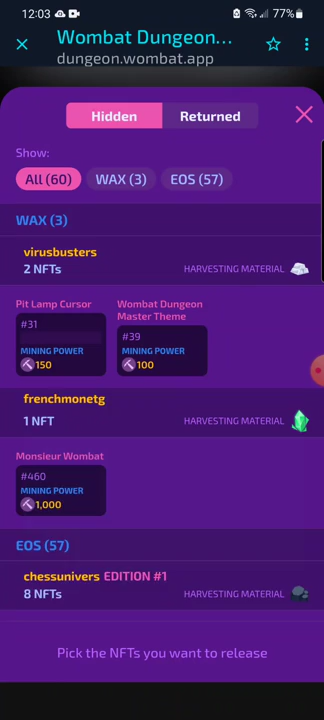 12:03
77%
Wombat Dungeon...
dungeon.wombat.app
Hidden Returned
Show:
All (60) WAX (3) EOS (57)
WAX (3)
virusbusters
2 NFTs HARVESTING MATERIAL
Pit Lamp Cursor
#31
MINING POWER
150
Wombat Dungeon
Master Theme
#39
MINING POWER
100
frenchmonetg
1 NFT HARVESTING MATERIAL
Monsieur Wombat
#460
MINING POWER
1,000
EOS (57)
chessunivers EDITION #1
8 NFTs HARVESTING MATERIAL
Pick the NFTs you want to release